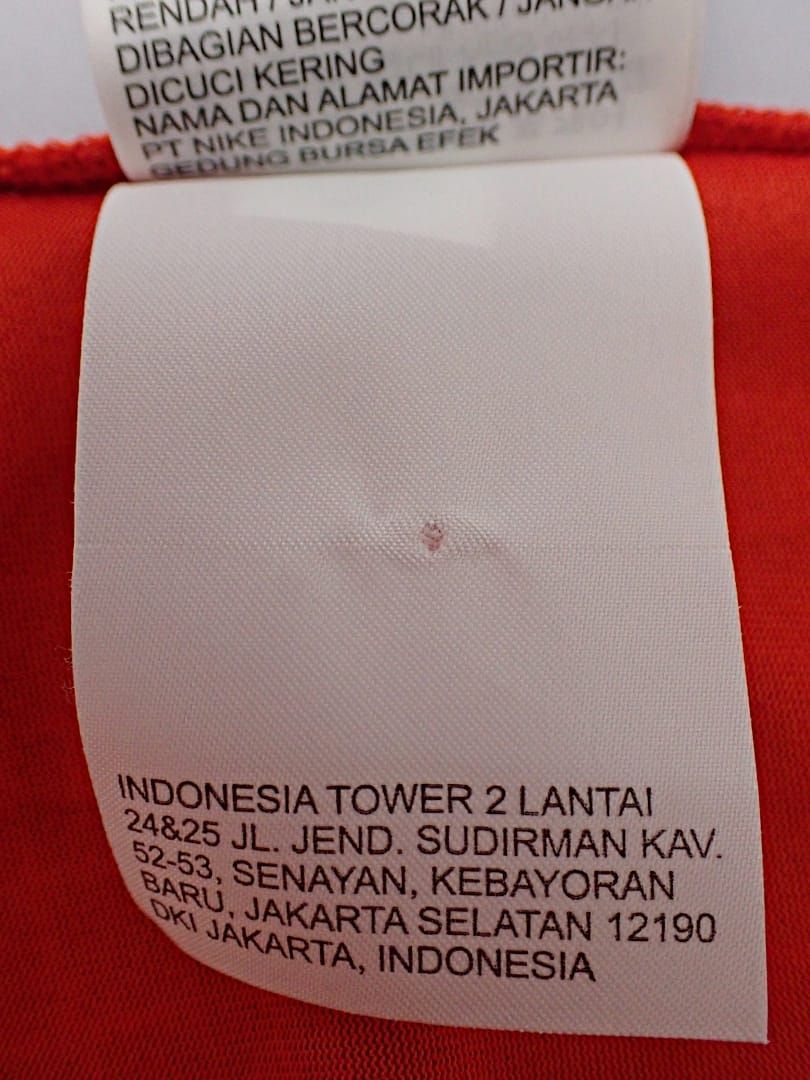 RENDAH /
DIBAGIAN BERCORAK / JANGAN
DICUCI KERING
NAMA DAN ALAMAT IMPORTIR:
PT NIKE INDONESIA, JAKARTA
GEDUNG BURSA EFEK
INDONESIA TOWER 2 LANTAI
24&25 JL. JEND. SUDIRMAN KAV.
52-53, SENAYAN, KEBAYORAN
BARU, JAKARTA SELATAN 12190
DKI JAKARTA, INDONESIA